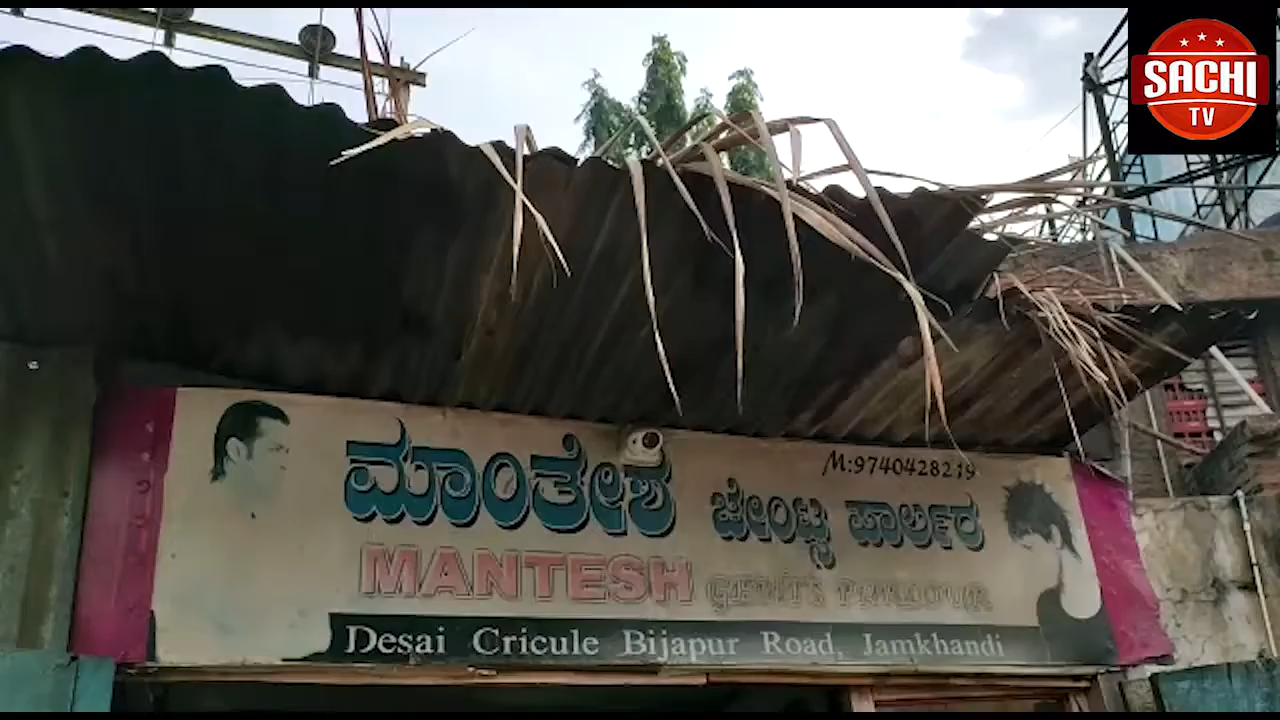 SACHI
TV
M:9740428219
ಮಾಂತೇಶ ಜೇಂಟ್ಸ ಪಾರ್ಲರ
MANTESH GENT'S PARLOUR
Desai Cricule Bijapur Road, Jamkhandi